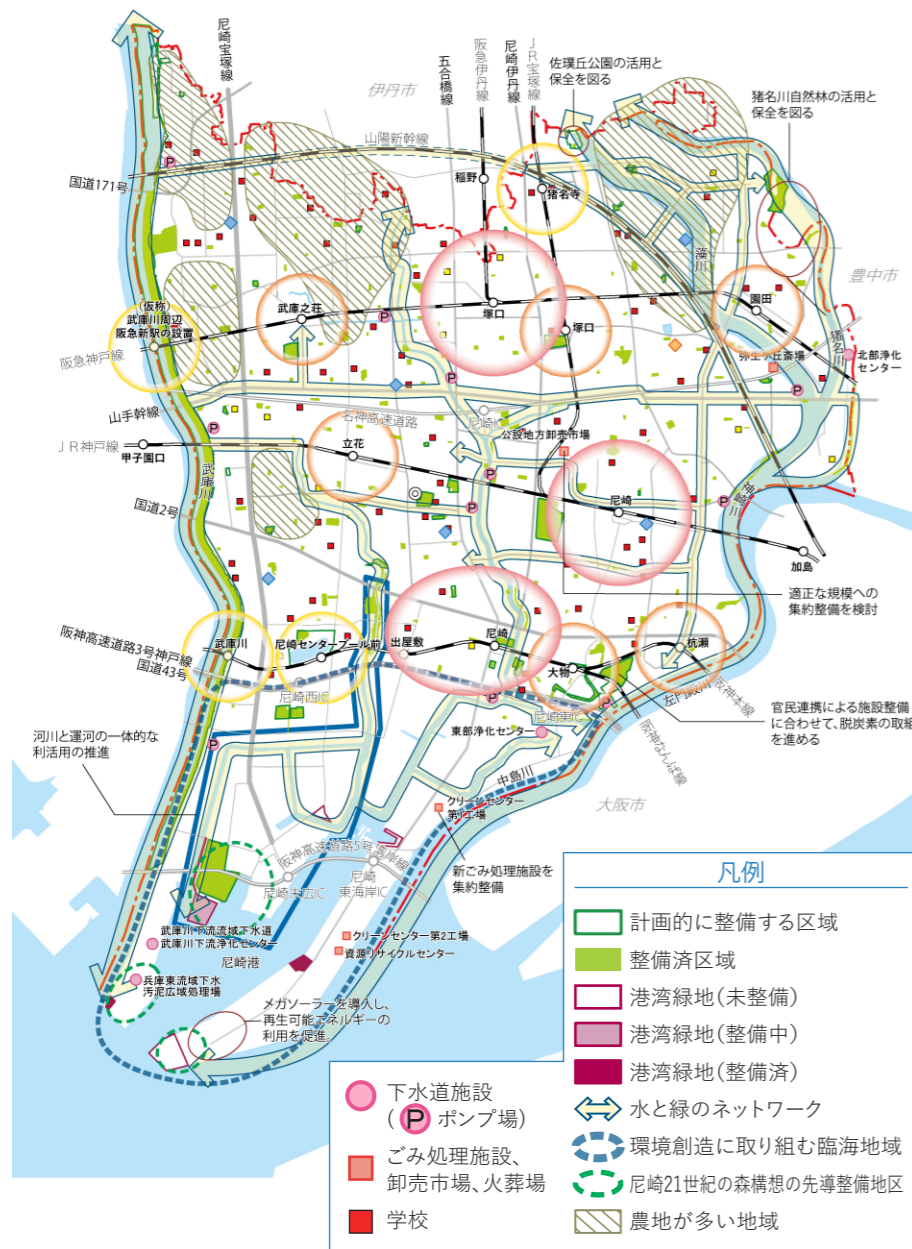 尼崎宝塚線
五合橋線
阪急伊丹線
尼崎伊丹線
JR宝塚線
佐璞丘公園の活用と
保全を図る
猪名川自然林の活用と
保全を図る
伊丹市
山陽新幹線
国道171号
稲野
猪名寺
藻川
豊中市
(仮称)
武庫川周辺
阪急新駅の設置
武庫之荘
塚口
塚口
園田
猪名川
阪急神戸線
弥生ケ丘斎場
北部浄化
センター
山手幹線
名神高速道路
尼崎IC
公設地方卸売市場
JR神戸線
甲子園口
立花
武庫川
尼崎
神崎川
国道2号
加島
適正な規模への
集約整備を検討
阪神高速道路3号神戸線
国道43号
武庫川
尼崎センタープール前
出屋敷
尼崎
大物
杭瀬
尼崎西IC
尼崎東IC
左門殿川
阪神本線
阪神なんば線
官民連携による施設整備
に合わせて、脱炭素の取組
を進める
河川と運河の一体的な
利活用の推進
東部浄化センター
中島川
大阪市
クリーンセンター
第1工場
阪神高速道路5号湾岸線
新ごみ処理施設を
集約整備
尼崎末広IC
尼崎
東海岸IC
武庫川下流流域下水道
武庫川下流浄化センター
クリーンセンター第2工場
資源リサイクルセンター
尼崎港
兵庫東流域下水
汚泥広域処理場
メガソーラーを導入し、
再生可能エネルギーの
利用を促進。
凡例
計画的に整備する区域
整備済区域
港湾緑地(未整備)
港湾緑地(整備中)
港湾緑地(整備済)
水と緑のネットワーク
環境創造に取り組む臨海地域
尼崎21世紀の森構想の先導整備地区
農地が多い地域
下水道施設
(P ポンプ場)
ごみ処理施設、
卸売市場、火葬場
学校
P
P
P
P
P
P
P
P
P
P